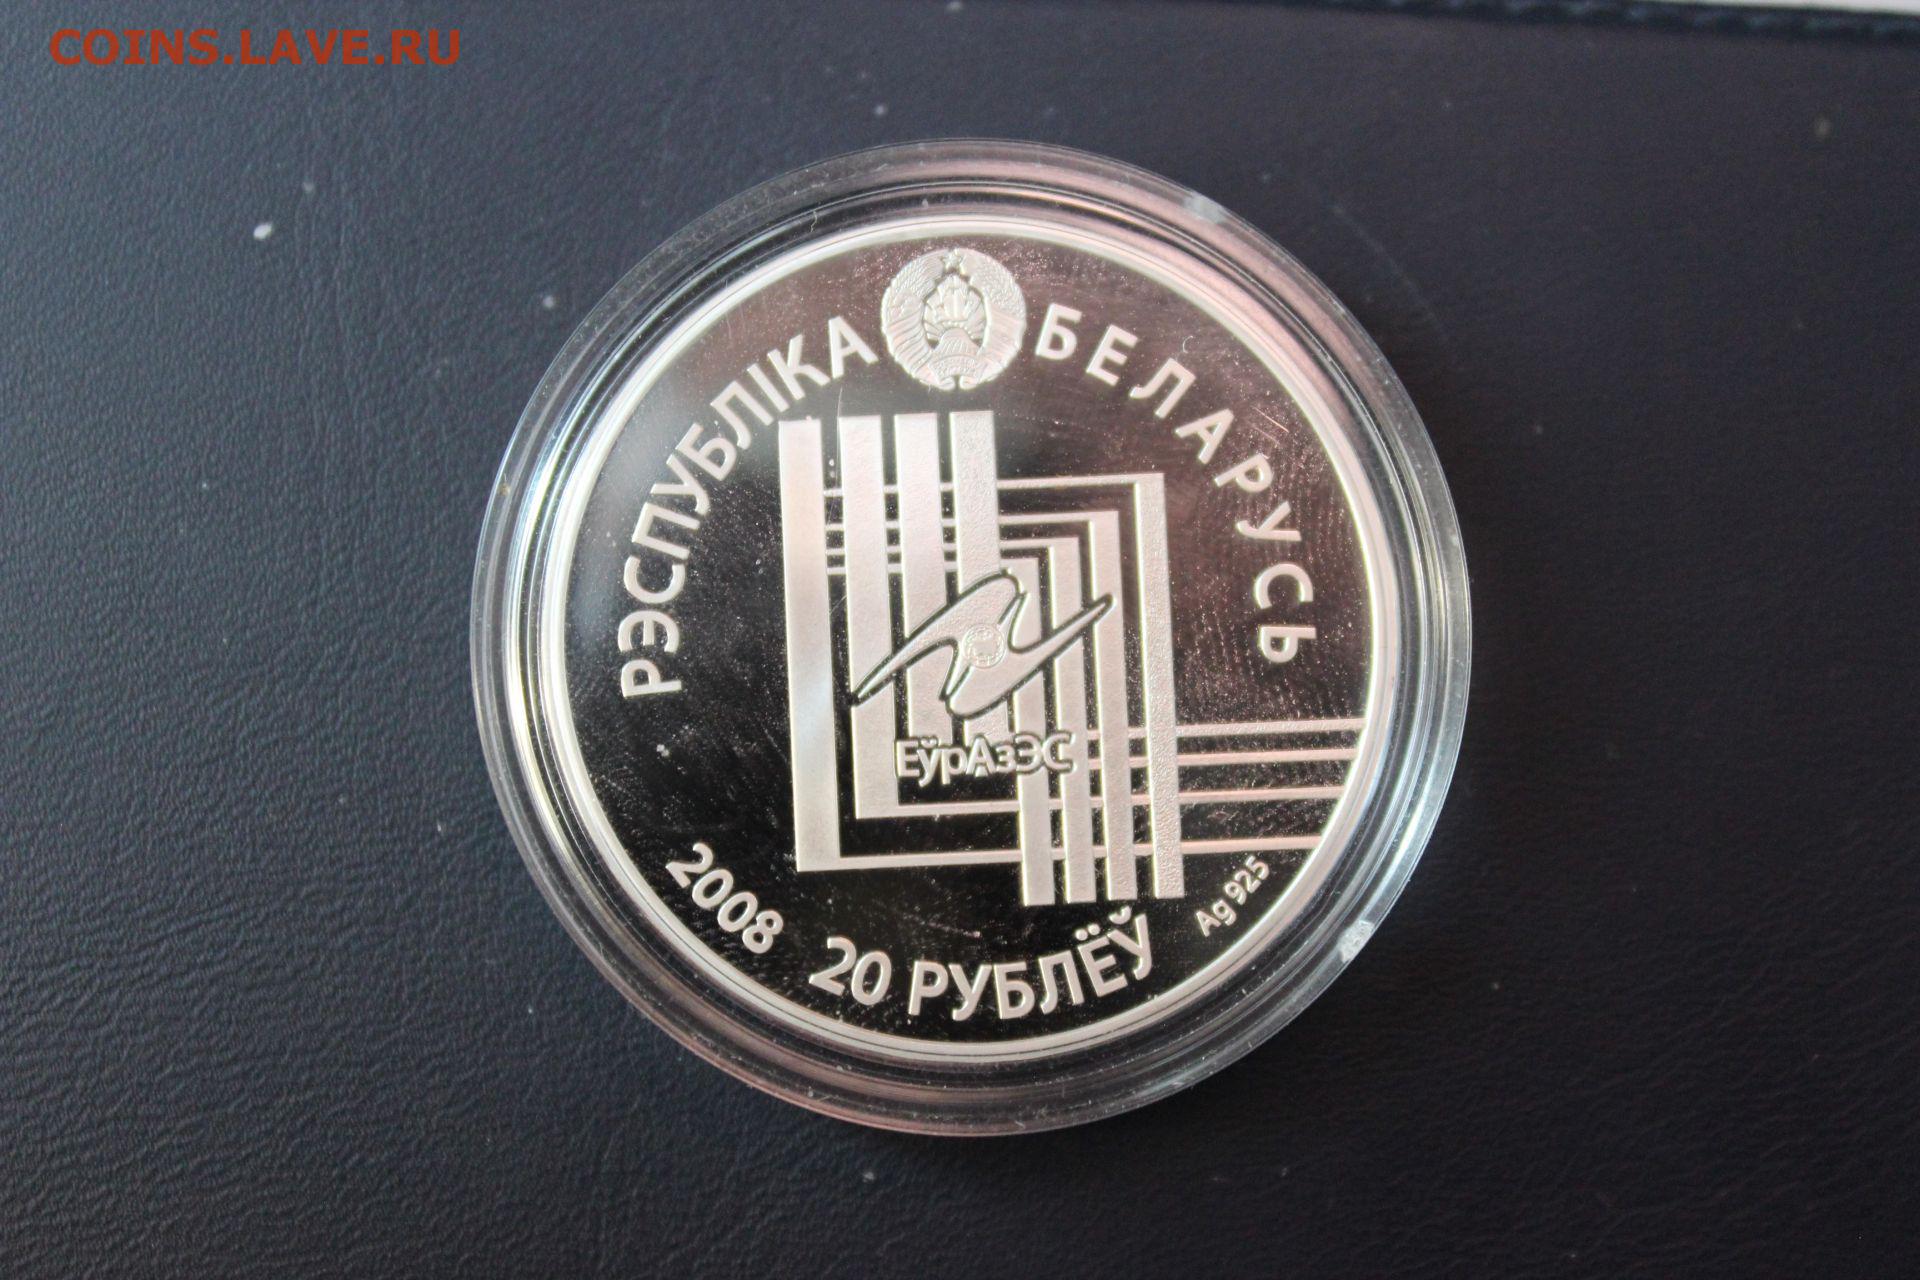 COINS.LAVE.RU
РЭСПУБЛІКА БЕЛАРУСЬ
ЕўрАзЭС
2008 20 РУБЛЁЎ Ag 925